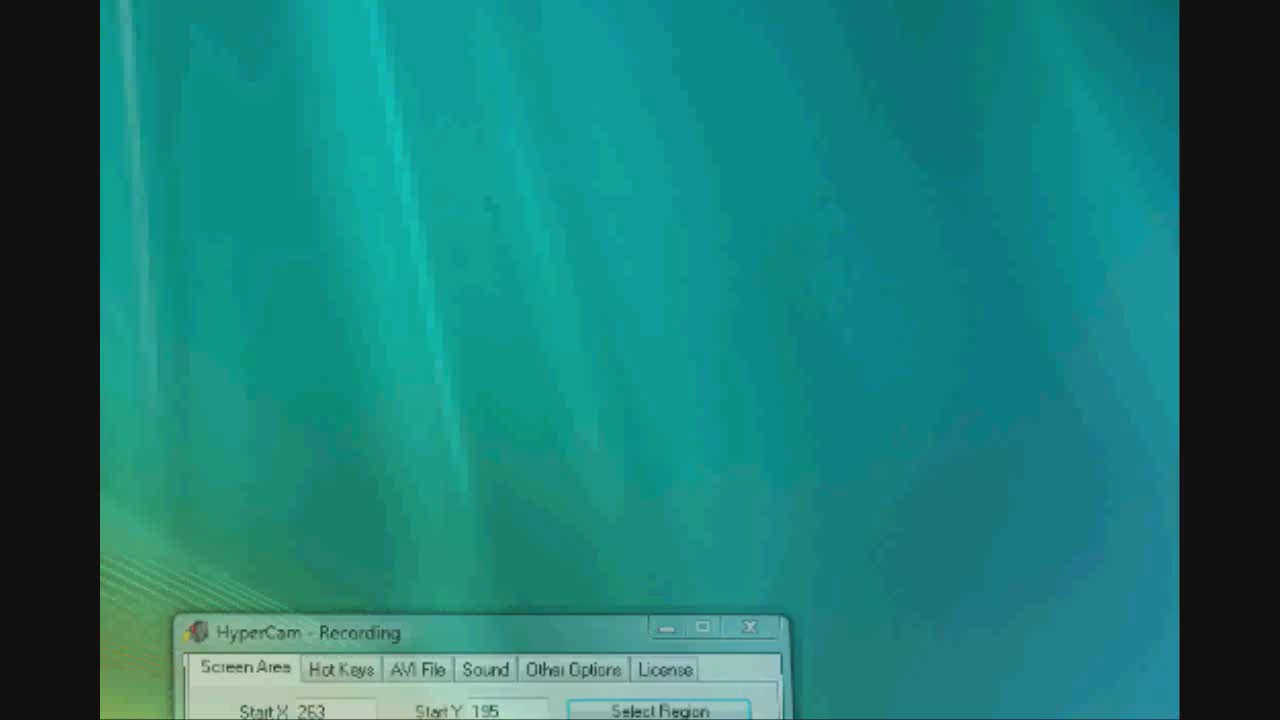 HyperCam - Recording
Screen Area Hot Keys AVI File Sound Other Options License
Start X 263 Start Y 195 Select Region